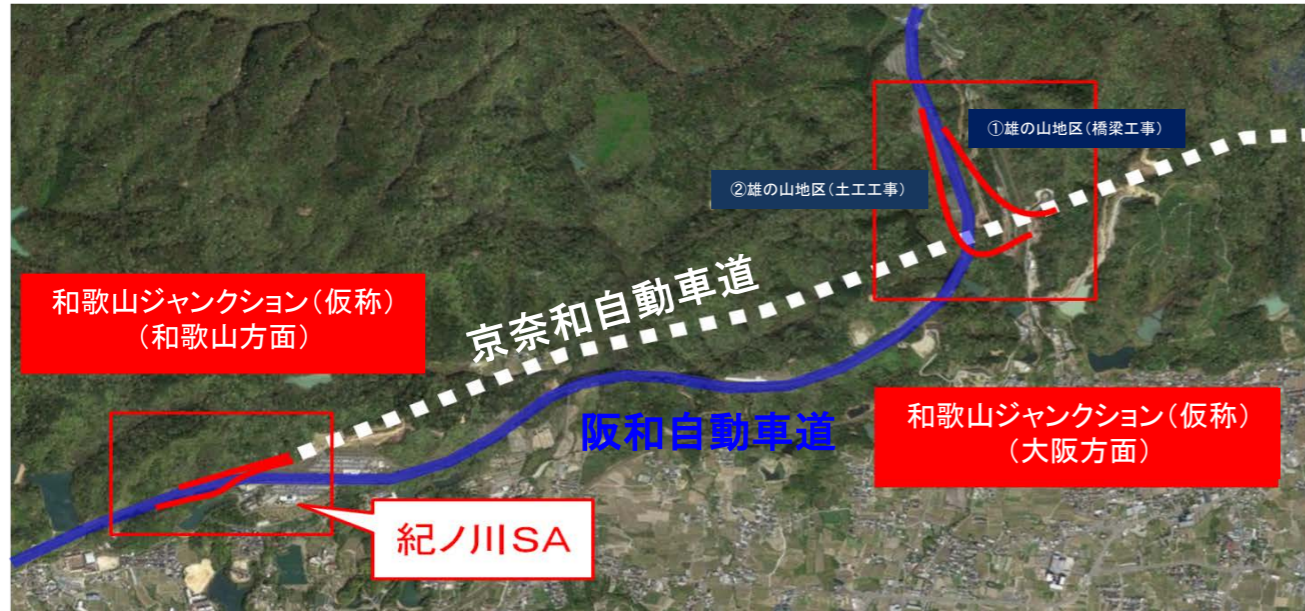 ①雄の山地区(橋梁工事)
②雄の山地区(土工工事)
京奈和自動車道
和歌山ジャンクション(仮称)
(和歌山方面)
阪和自動車道
和歌山ジャンクション(仮称)
(大阪方面)
紀ノ川SA